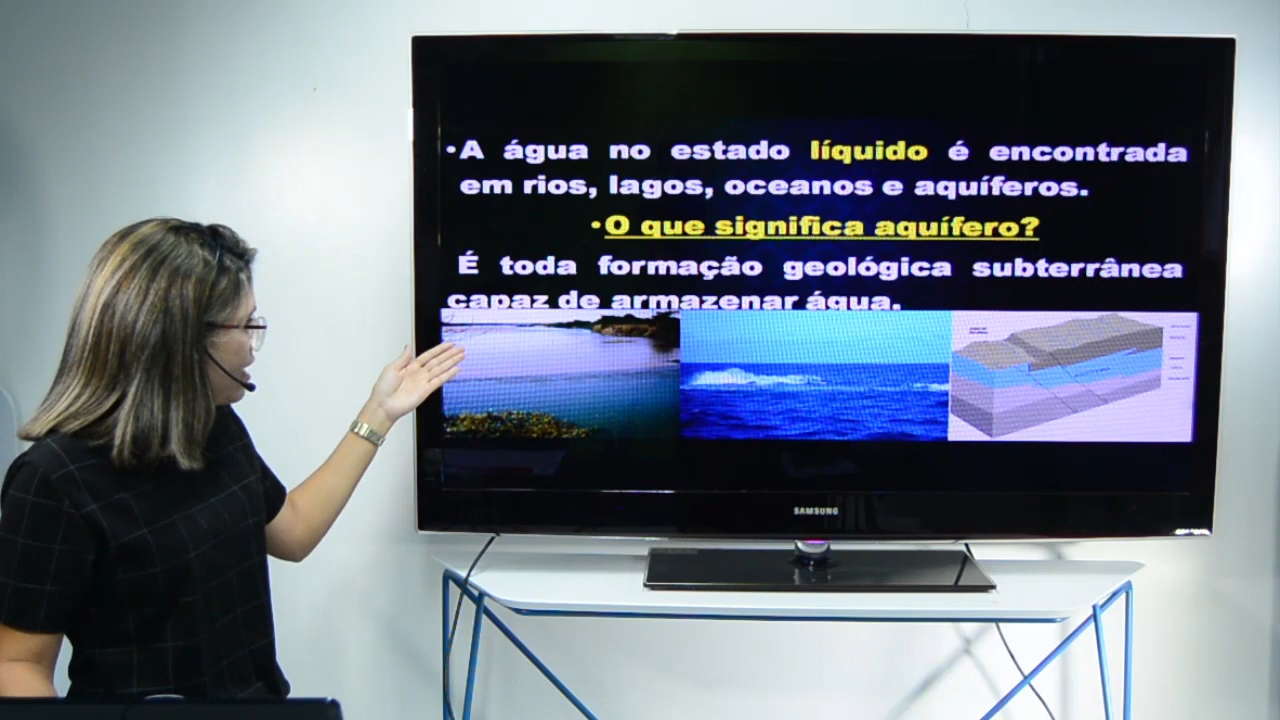 •A água no estado líquido é encontrada
em rios, lagos, oceanos e aquíferos.
•O que significa aquífero?
É toda formação geológica subterrânea
capaz de armazenar água.
SAMSUNG